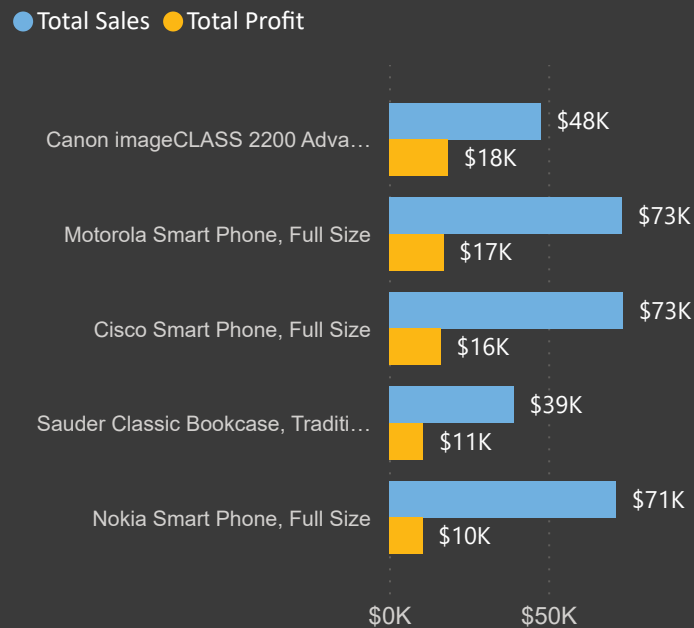 Total Sales Total Profit
Canon imageCLASS 2200 Adva… $48K
$18K
Motorola Smart Phone, Full Size $73K
$17K
Cisco Smart Phone, Full Size $73K
$16K
Sauder Classic Bookcase, Traditi… $39K
$11K
Nokia Smart Phone, Full Size $71K
$10K
$0K $50K